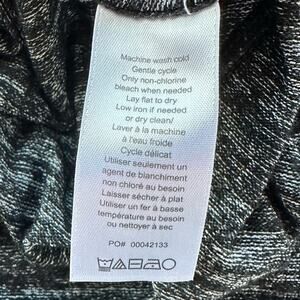 Machine wash cold
Gentle cycle
Only non-chlorine
bleach when needed
Lay flat to dry
Low iron if needed
or dry clean/
Laver à la machine
à l'eau froide
Cycle délicat
Utiliser seulement un
agent de blanchiment
non chloré au besoin
Laisser sécher à plat
Utiliser un fer à basse
température au besoin
ou nettoyer à sec
PO# 00042133